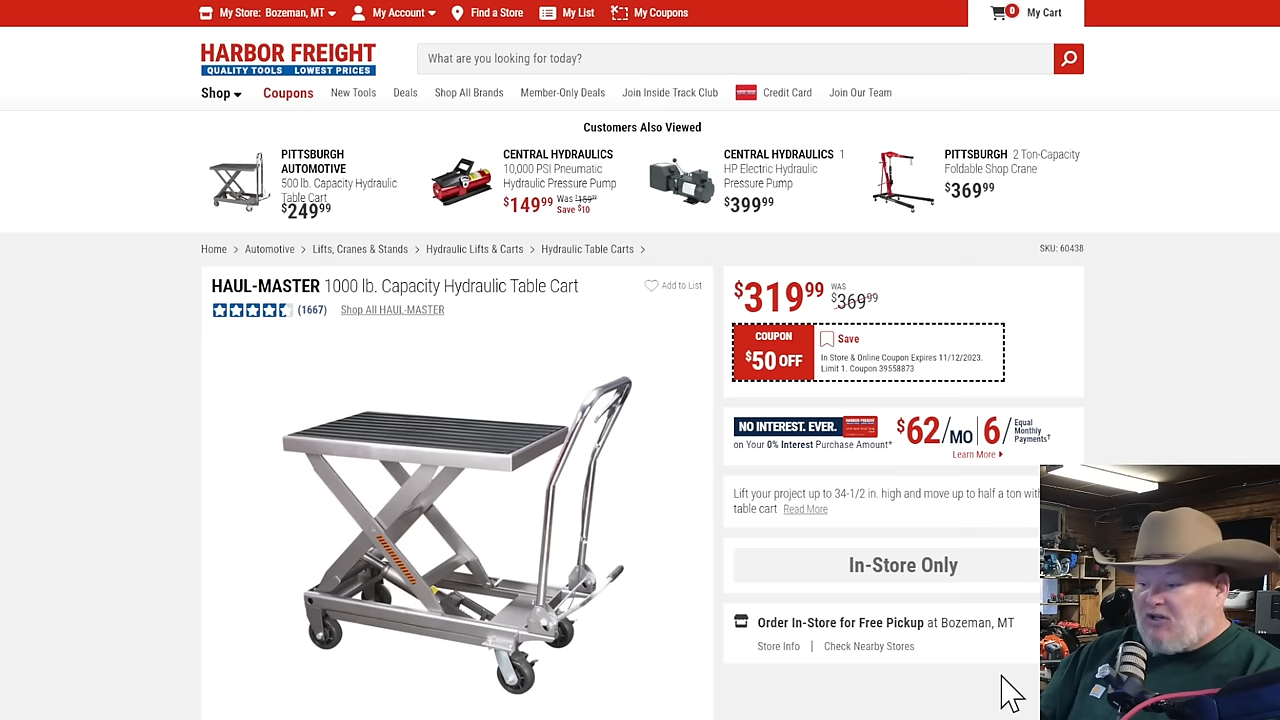 My Store: Bozeman, MT My Account Find a Store My List My Coupons 0 My Cart
HARBOR FREIGHT
QUALITY TOOLS LOWEST PRICES
What are you looking for today?
Shop Coupons New Tools Deals Shop All Brands Member-Only Deals Join Inside Track Club Credit Card Join Our Team
Customers Also Viewed
PITTSBURGH
AUTOMOTIVE
500 lb. Capacity Hydraulic
Table Cart
$249.99
CENTRAL HYDRAULICS
10,000 PSI Pneumatic
Hydraulic Pressure Pump
$149.99 Was $159.99
Save $10
CENTRAL HYDRAULICS 1
HP Electric Hydraulic
Pressure Pump
$399.99
PITTSBURGH 2 Ton-Capacity
Foldable Shop Crane
$369.99
Home > Automotive > Lifts, Cranes & Stands > Hydraulic Lifts & Carts > Hydraulic Table Carts >
SKU: 60438
HAUL-MASTER 1000 lb. Capacity Hydraulic Table Cart
Add to List
(1667) Shop All HAUL-MASTER
$319.99 WAS
$369.99
COUPON
$50 OFF
Save
In Store & Online Coupon Expires 11/12/2023.
Limit 1. Coupon 39558873
NO INTEREST. EVER.
on Your 0% Interest Purchase Amount*
$62/MO | 6/ Equal
Monthly
Payments†
Learn More
Lift your project up to 34-1/2 in. high and move up to half a ton wit
table cart Read More
In-Store Only
Order In-Store for Free Pickup at Bozeman, MT
Store Info | Check Nearby Stores